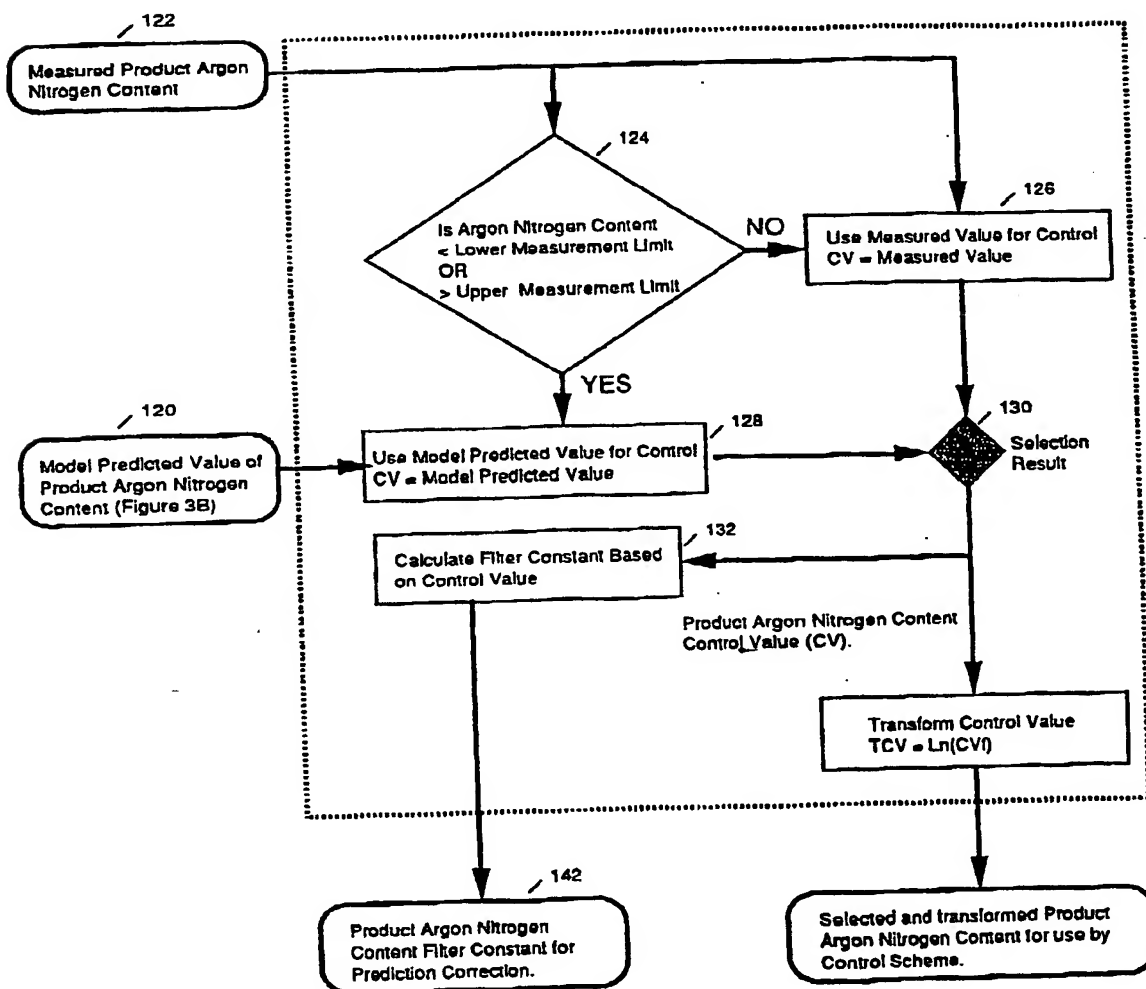 122
Measured Product Argon
Nitrogen Content
124
Is Argon Nitrogen Content
< Lower Measurement Limit
OR
> Upper Measurement Limit
NO
126
Use Measured Value for Control
CV = Measured Value
YES
120
Model Predicted Value of
Product Argon Nitrogen
Content (Figure 3B)
128
Use Model Predicted Value for Control
CV = Model Predicted Value
130
Selection
Result
132
Calculate Filter Constant Based
on Control Value
Product Argon Nitrogen Content
Control Value (CV).
Transform Control Value
TCV = Ln(CVf)
142
Product Argon Nitrogen
Content Filter Constant for
Prediction Correction.
Selected and transformed Product
Argon Nitrogen Content for use by
Control Scheme.